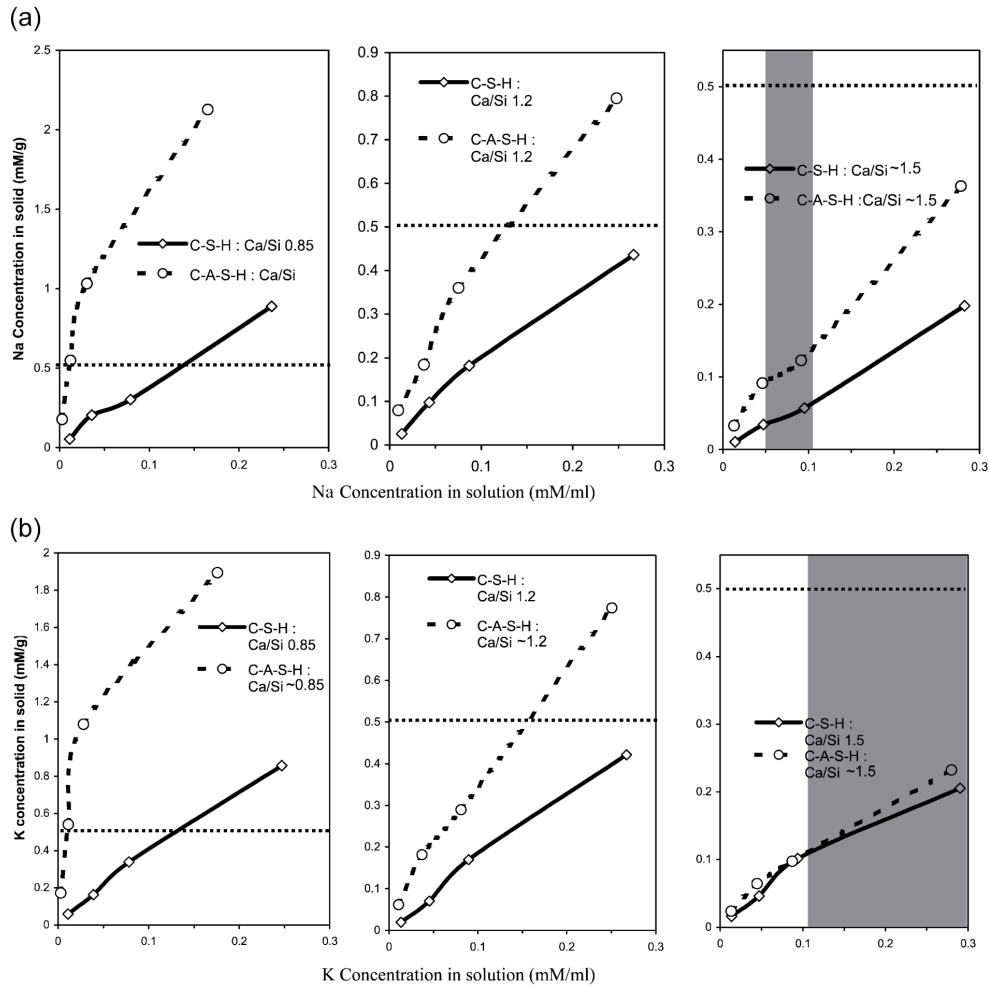 (a)
Na Concentration in solid (mM/g)
2.5
2
1.5
1
0.5
0
0
0.1
0.2
0.3
C-S-H : Ca/Si 0.85
C-A-S-H : Ca/Si
0.9
0.8
0.7
0.6
0.5
0.4
0.3
0.2
0.1
0
0
0.1
0.2
0.3
C-S-H :
Ca/Si 1.2
C-A-S-H :
Ca/Si 1.2
0.5
0.4
0.3
0.2
0.1
0
0
0.1
0.2
0.3
C-S-H : Ca/Si ~1.5
C-A-S-H :Ca/Si ~1.5
Na Concentration in solution (mM/ml)
(b)
K concentration in solid (mM/g)
2
1.8
1.6
1.4
1.2
1
0.8
0.6
0.4
0.2
0
0
0.1
0.2
0.3
C-S-H :
Ca/Si 0.85
C-A-S-H :
Ca/Si ~0.85
0.9
0.8
0.7
0.6
0.5
0.4
0.3
0.2
0.1
0
0
0.1
0.2
0.3
C-S-H :
Ca/Si 1.2
C-A-S-H :
Ca/Si ~1.2
0.5
0.4
0.3
0.2
0.1
0
0
0.1
0.2
0.3
C-S-H :
Ca/Si 1.5
C-A-S-H :
Ca/Si ~1.5
K Concentration in solution (mM/ml)